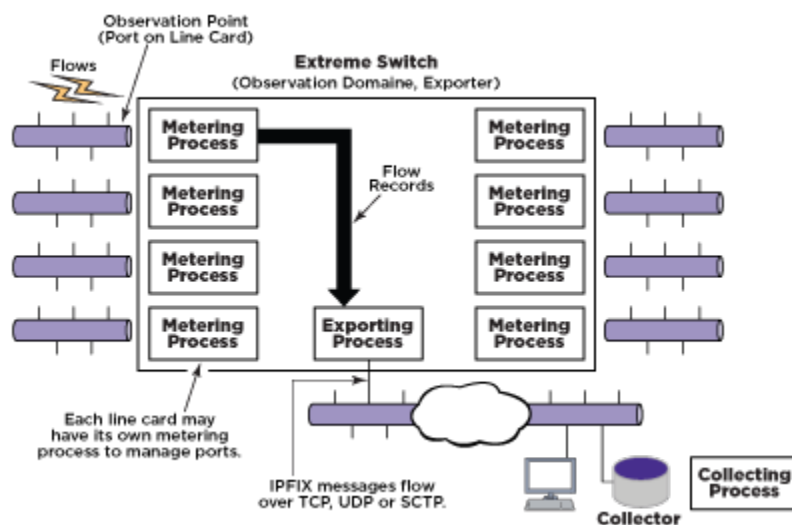 Observation Point
(Port on Line Card)
Flows
Extreme Switch
(Observation Domaine, Exporter)
Metering
Process
Metering
Process
Flow
Records
Metering
Process
Metering
Process
Metering
Process
Metering
Process
Metering
Process
Exporting
Process
Metering
Process
Each line card may
have its own metering
process to manage ports.
IPFIX messages flow
over TCP, UDP or SCTP.
Collector
Collecting
Process